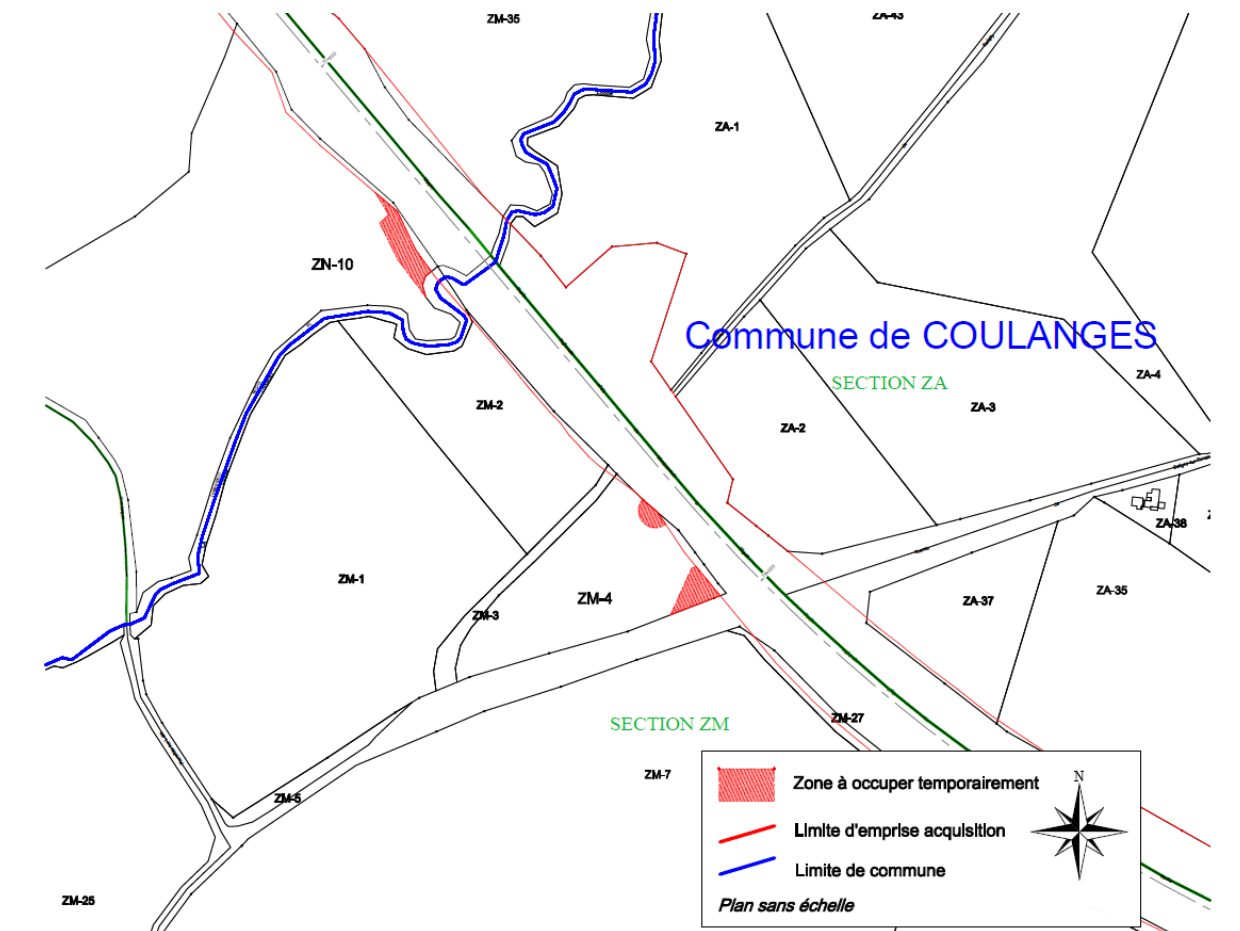 ZM-35
ZA-43
ZA-1
ZN-10
Commune de COULANGES
SECTION ZA
ZA-4
ZM-2
ZA-3
ZA-2
ZA-38
ZM-1
ZM-4
ZA-35
ZA-37
ZM-3
SECTION ZM
ZM-27
ZM-7
ZM-5
ZM-25
Zone à occuper temporairement
N
Limite d'emprise acquisition
Limite de commune
Plan sans échelle